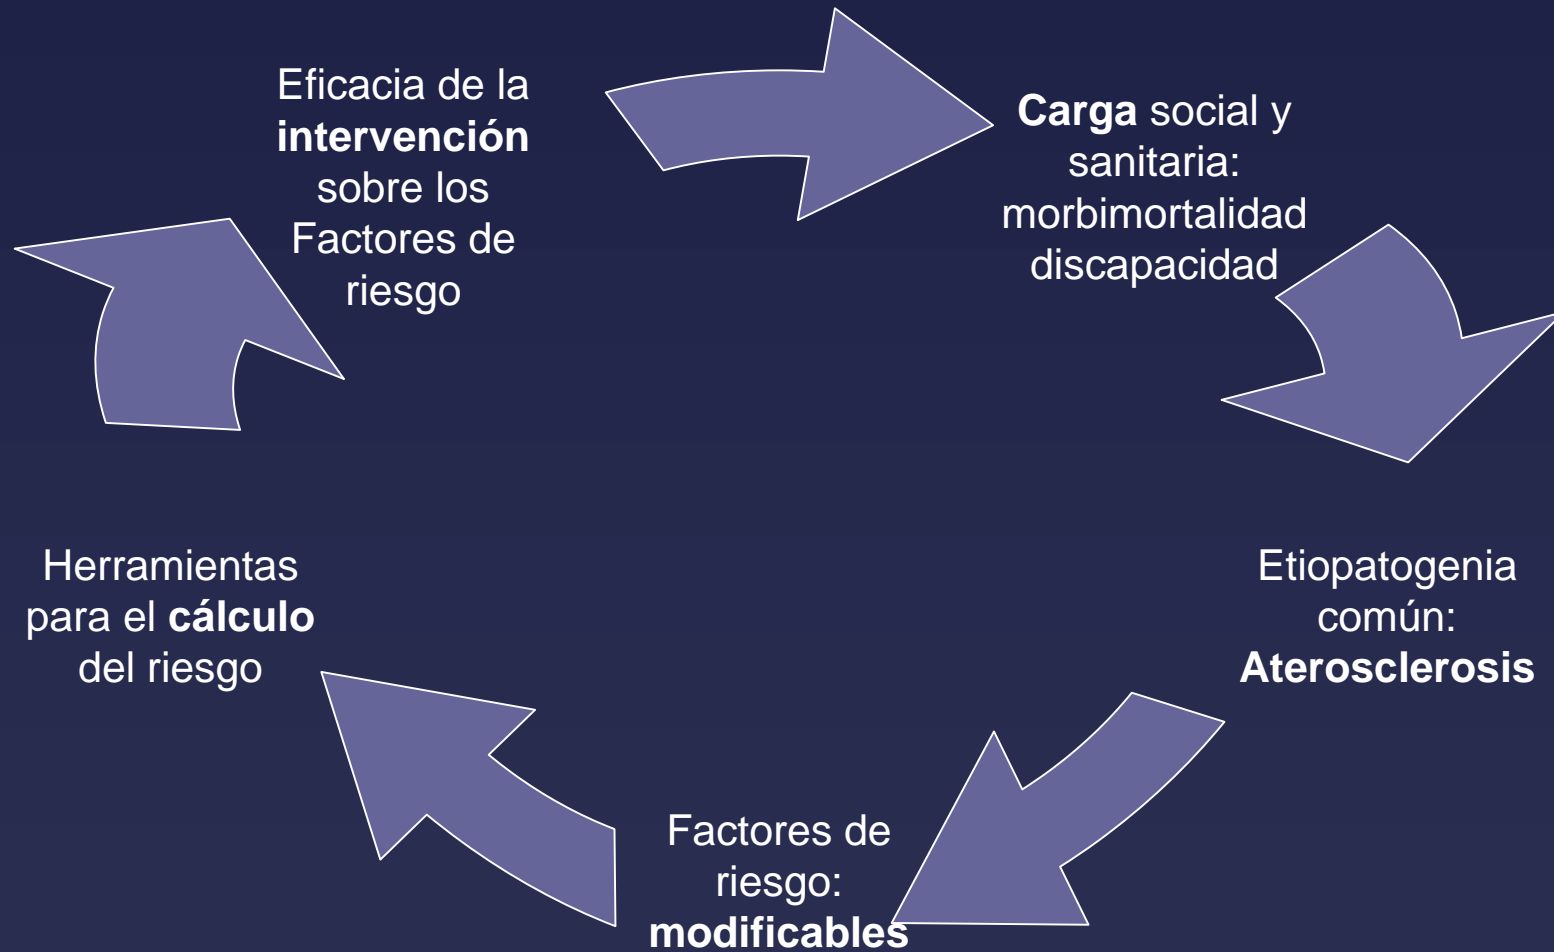 Eficacia de la
intervención
sobre los
Factores de
riesgo
Carga social y
sanitaria:
morbimortalidad
discapacidad
Etiopatogenia
común:
Aterosclerosis
Factores de
riesgo:
modificables
Herramientas
para el cálculo
del riesgo